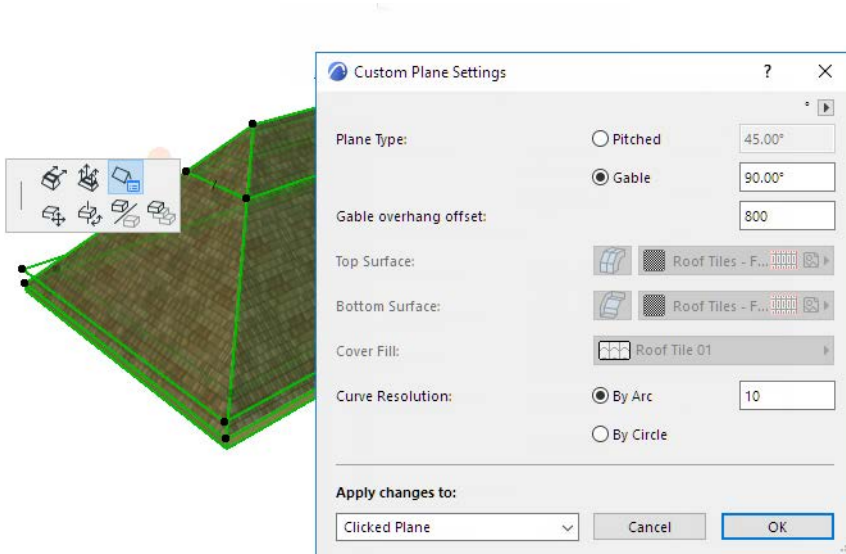 Custom Plane Settings
?
°
Plane Type:
Pitched
45.00°
Gable
90.00°
Gable overhang offset:
800
Top Surface:
Roof Tiles - F...
Bottom Surface:
Roof Tiles - F...
Cover Fill:
Roof Tile 01
Curve Resolution:
By Arc
10
By Circle
Apply changes to:
Clicked Plane
Cancel
OK